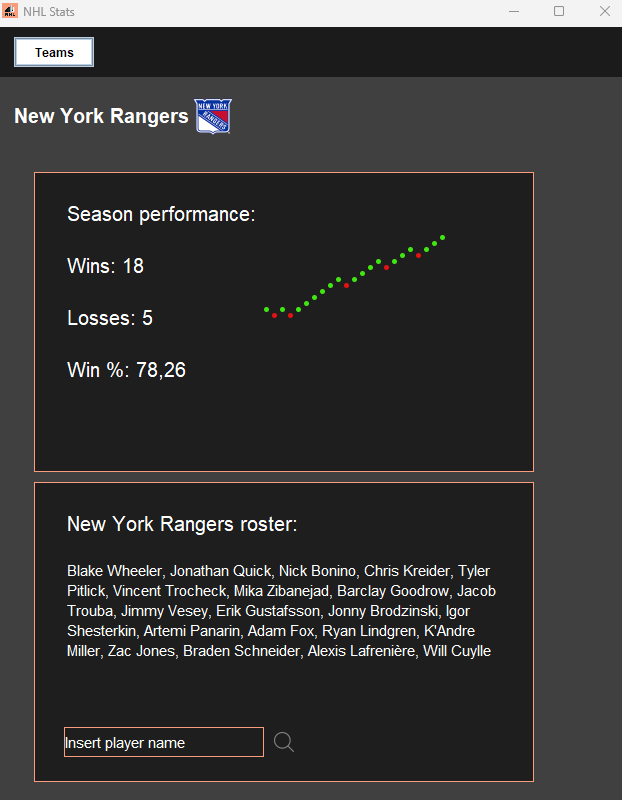 NHL Stats
Teams
New York Rangers
NEW YORK
RANGERS
Season performance:
Wins: 18
Losses: 5
Win %: 78,26
New York Rangers roster:
Blake Wheeler, Jonathan Quick, Nick Bonino, Chris Kreider, Tyler
Pitlick, Vincent Trocheck, Mika Zibanejad, Barclay Goodrow, Jacob
Trouba, Jimmy Vesey, Erik Gustafsson, Jonny Brodzinski, Igor
Shesterkin, Artemi Panarin, Adam Fox, Ryan Lindgren, K'Andre
Miller, Zac Jones, Braden Schneider, Alexis Lafrenière, Will Cuylle
Insert player name